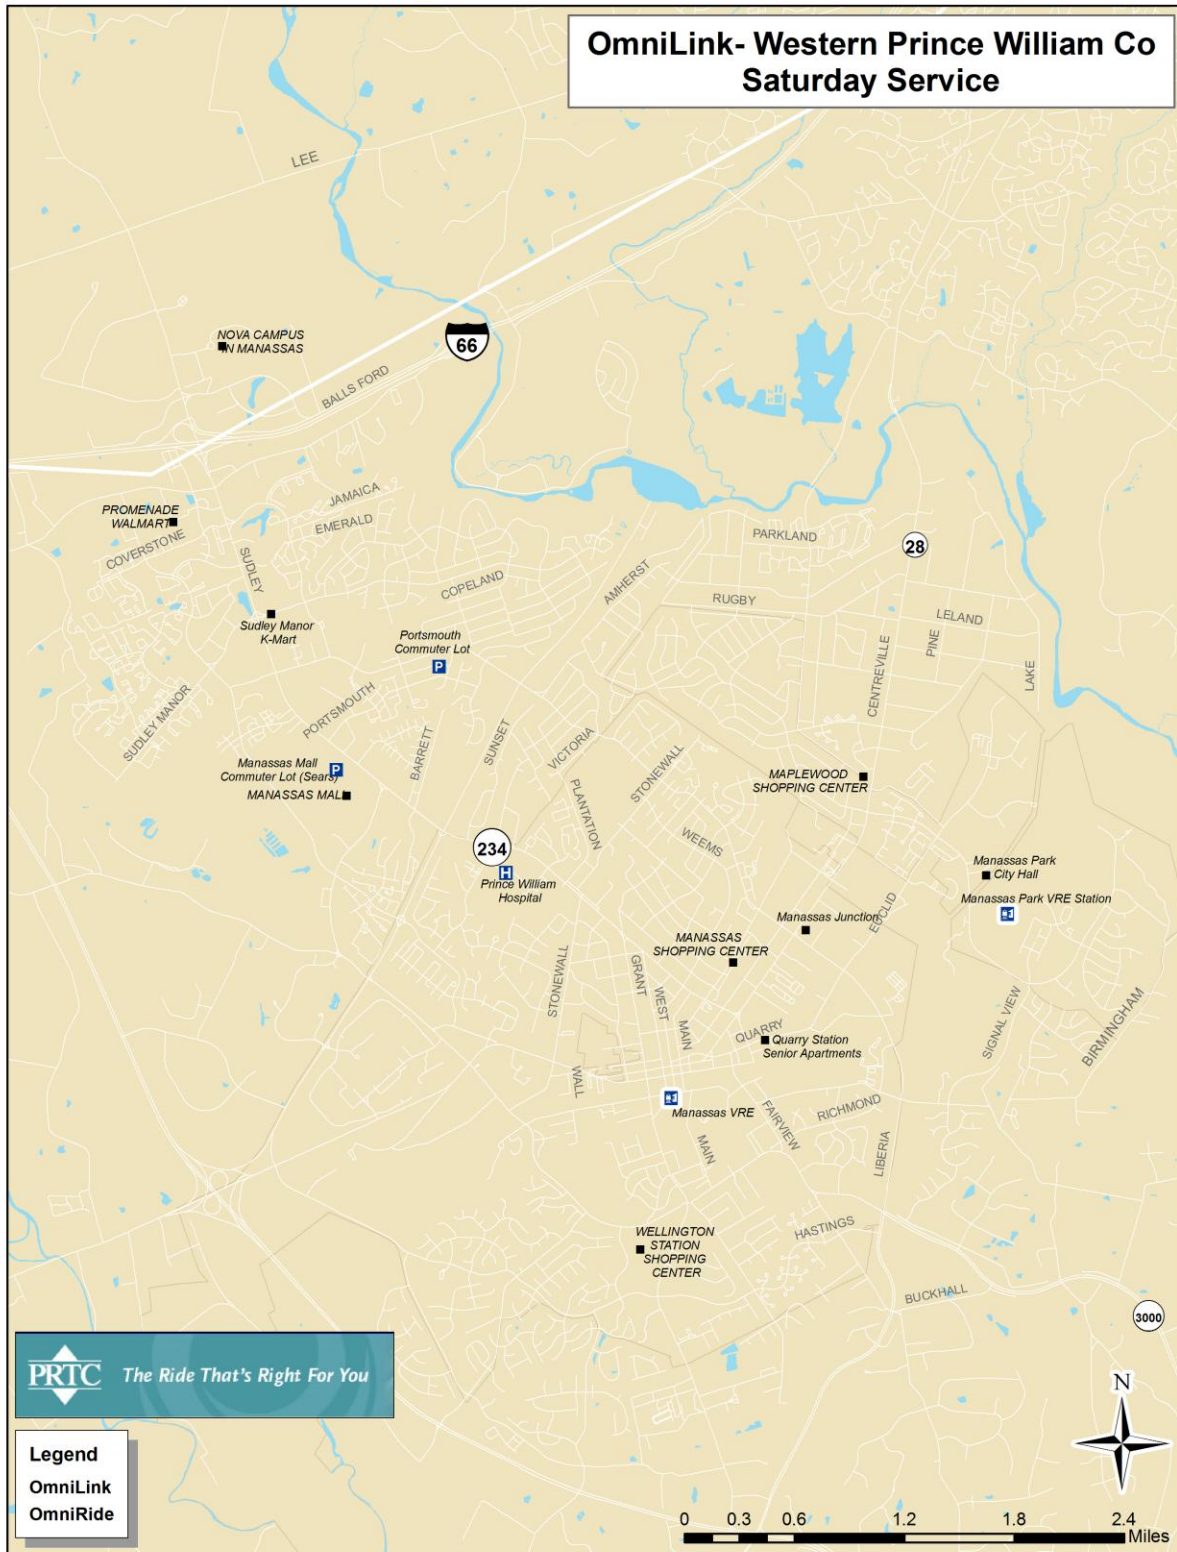 OmniLink- Western Prince William Co
Saturday Service
LEE
NOVA CAMPUS
IN MANASSAS
66
BALLS FORD
JAMAICA
EMERALD
PROMENADE
WALMART
COVERSTONE
SUDLEY
COPELAND
AMHERST
PARKLAND
28
RUGBY
LELAND
PINE
CENTREVILLE
LAKE
Sudley Manor
K-Mart
Portsmouth
Commuter Lot
P
SUDLEY MANOR
PORTSMOUTH
BARRETT
SUNSET
VICTORIA
STONEWALL
Manassas Mall
Commuter Lot (Sears)
P
MANASSAS MALL
PLANTATION
WEEMS
MAPLEWOOD
SHOPPING CENTER
234
H
Prince William
Hospital
Manassas Park
City Hall
Manassas Park VRE Station
EUCLID
Manassas Junction
MANASSAS
SHOPPING CENTER
STONEWALL
GRANT
WEST
MAIN
QUARRY
Quarry Station
Senior Apartments
SIGNAL VIEW
BIRMINGHAM
WALL
Manassas VRE
FAIRVIEW
RICHMOND
MAIN
LIBERIA
WELLINGTON
STATION
SHOPPING
CENTER
HASTINGS
BUCKHALL
3000
PRTC The Ride That's Right For You
N
Legend
OmniLink
OmniRide
0 0.3 0.6 1.2 1.8 2.4
Miles